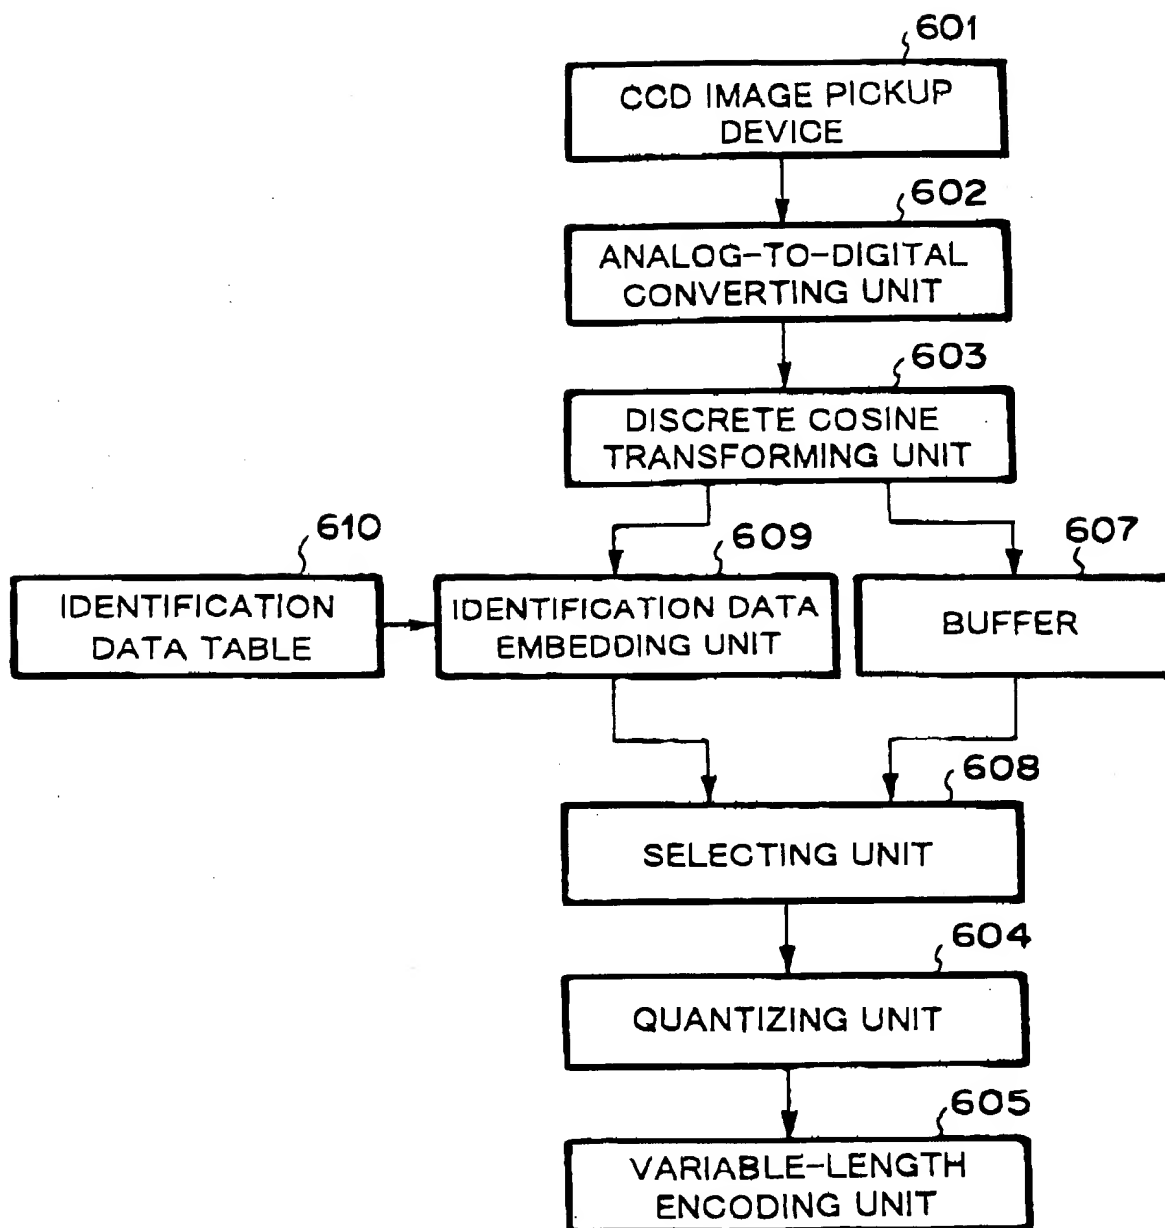 601
CCD IMAGE PICKUP
DEVICE
602
ANALOG-TO-DIGITAL
CONVERTING UNIT
603
DISCRETE COSINE
TRANSFORMING UNIT
610
IDENTIFICATION
DATA TABLE
609
IDENTIFICATION DATA
EMBEDDING UNIT
607
BUFFER
608
SELECTING UNIT
604
QUANTIZING UNIT
605
VARIABLE-LENGTH
ENCODING UNIT